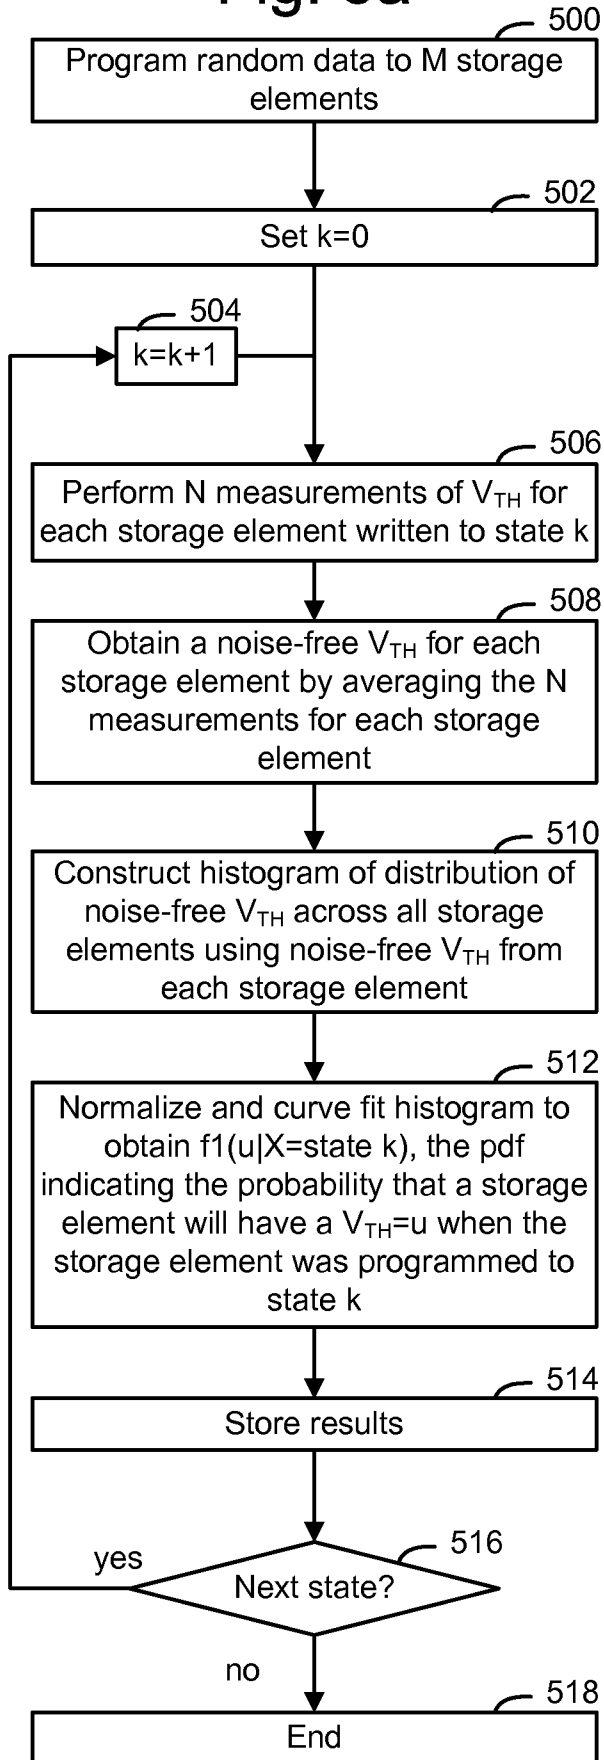 500
Program random data to M storage
elements
502
Set k=0
504
k=k+1
506
Perform N measurements of VTH for
each storage element written to state k
508
Obtain a noise-free VTH for each
storage element by averaging the N
measurements for each storage
element
510
Construct histogram of distribution of
noise-free VTH across all storage
elements using noise-free VTH from
each storage element
512
Normalize and curve fit histogram to
obtain f1(u|X=state k), the pdf
indicating the probability that a storage
element will have a VTH=u when the
storage element was programmed to
state k
514
Store results
516
yes
Next state?
no
518
End